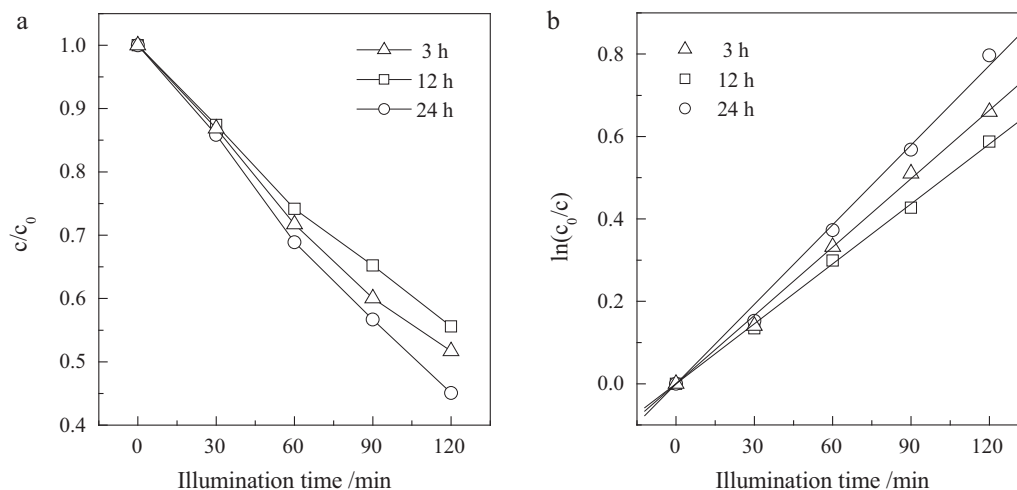 a
1.0
0.9
0.8
0.7
0.6
0.5
0.4
c/c₀
3 h
12 h
24 h
0 30 60 90 120
Illumination time /min
b
0.8
0.6
0.4
0.2
0.0
ln(c₀/c)
3 h
12 h
24 h
0 30 60 90 120
Illumination time /min